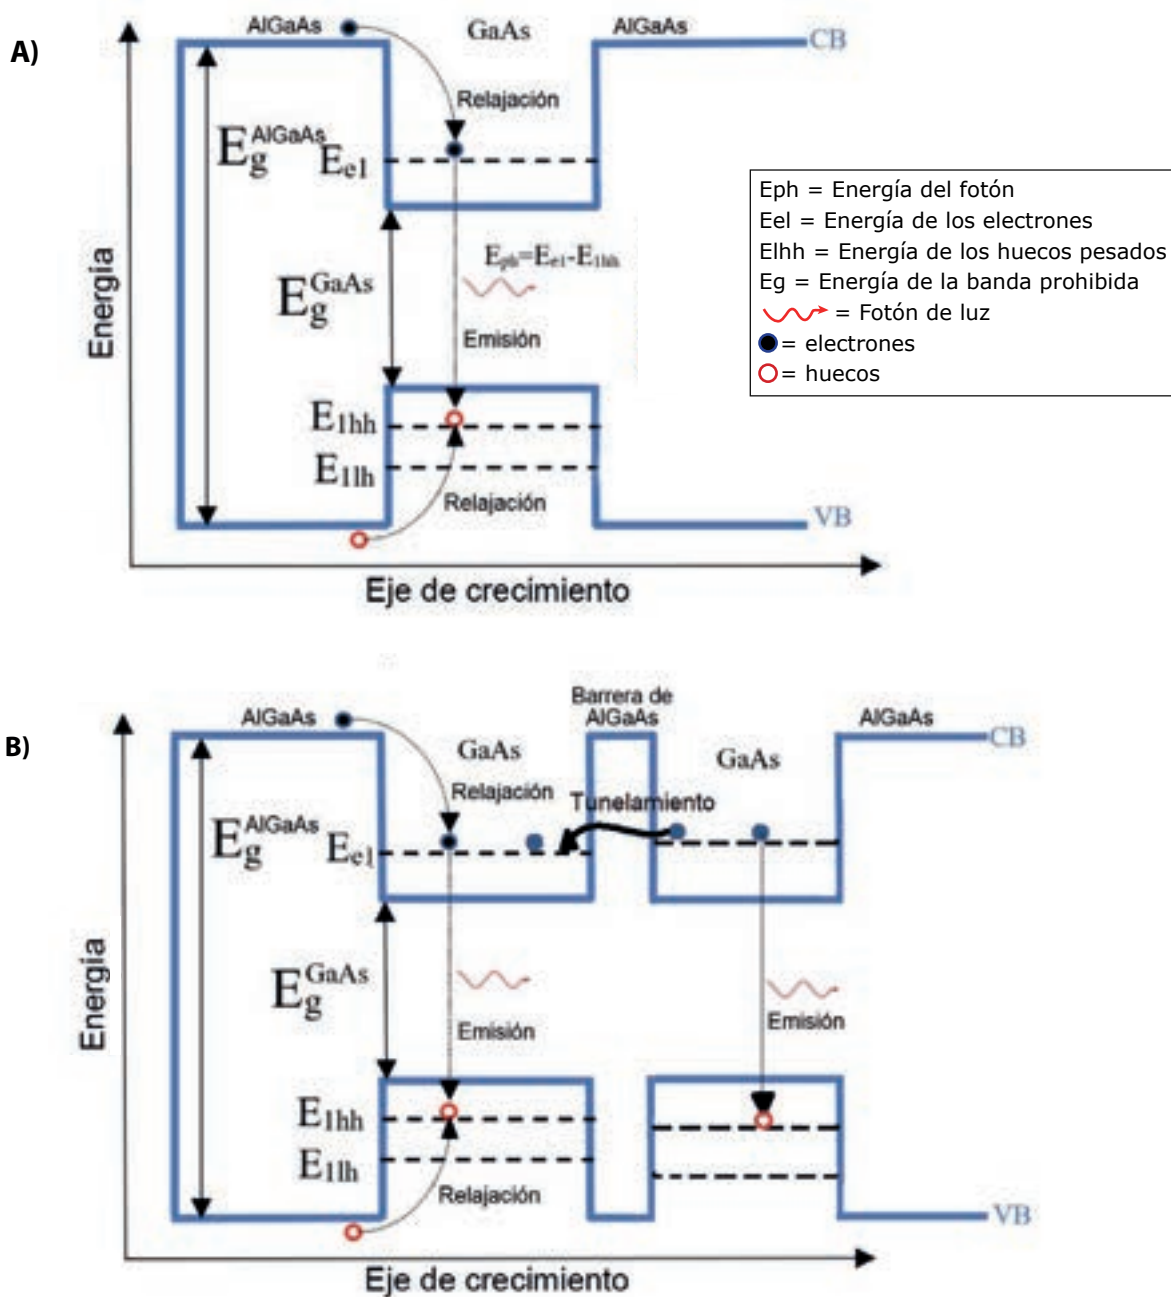 A)
AlGaAs
GaAs
AlGaAs
CB
Relajación
E_g^AlGaAs
E_e1
Energía
E_ph=E_e1-E_1hh
E_g^GaAs
Emisión
E_1hh
E_1lh
Relajación
VB
Eje de crecimiento
Eph = Energía del fotón
Eel = Energía de los electrones
Elhh = Energía de los huecos pesados
Eg = Energía de la banda prohibida
= Fotón de luz
= electrones
= huecos
B)
AlGaAs
Barrera de
AlGaAs
AlGaAs
CB
GaAs
GaAs
Relajación
Tunelamiento
E_g^AlGaAs
E_e1
Energía
E_g^GaAs
Emisión
Emisión
E_1hh
E_1lh
Relajación
VB
Eje de crecimiento